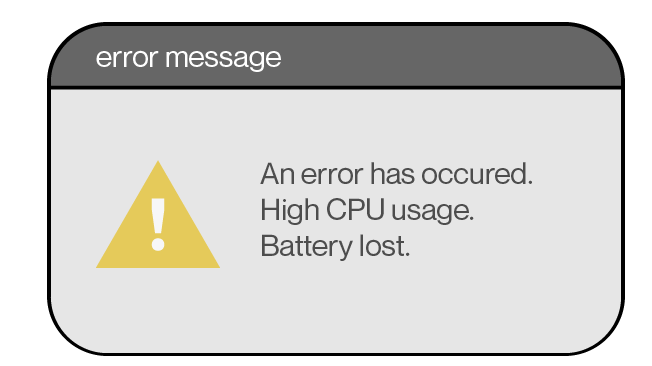 error message
!
An error has occured.
High CPU usage.
Battery lost.